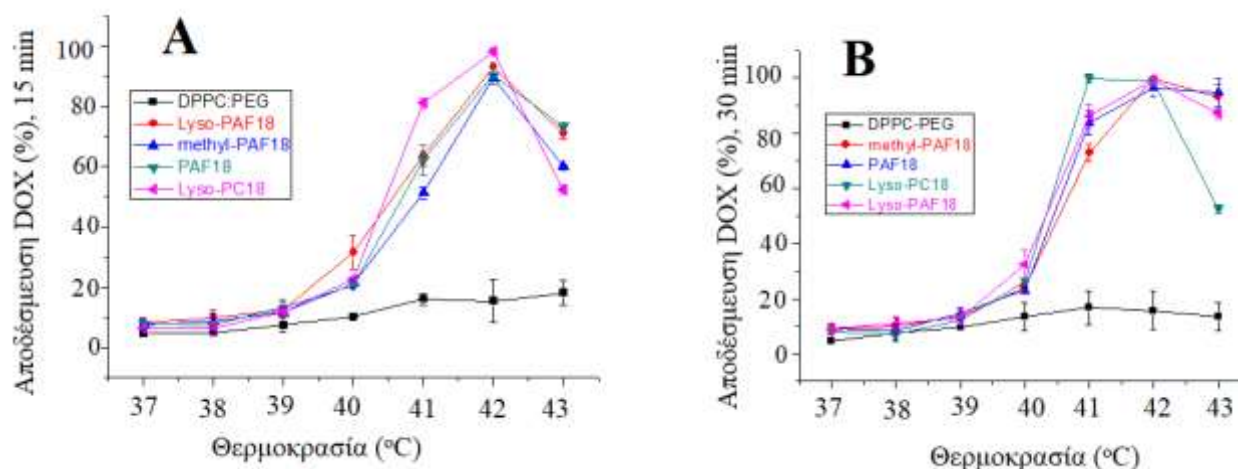 A
Αποδέσμευση DOX (%), 15 min
100
80
60
40
20
0
DPPC:PEG
Lyso-PAF18
methyl-PAF18
PAF18
Lyso-PC18
37 38 39 40 41 42 43
Θερμοκρασία (°C)
B
Αποδέσμευση DOX (%), 30 min
100
80
60
40
20
0
DPPC-PEG
methyl-PAF18
PAF18
Lyso-PC18
Lyso-PAF18
37 38 39 40 41 42 43
Θερμοκρασία (°C)